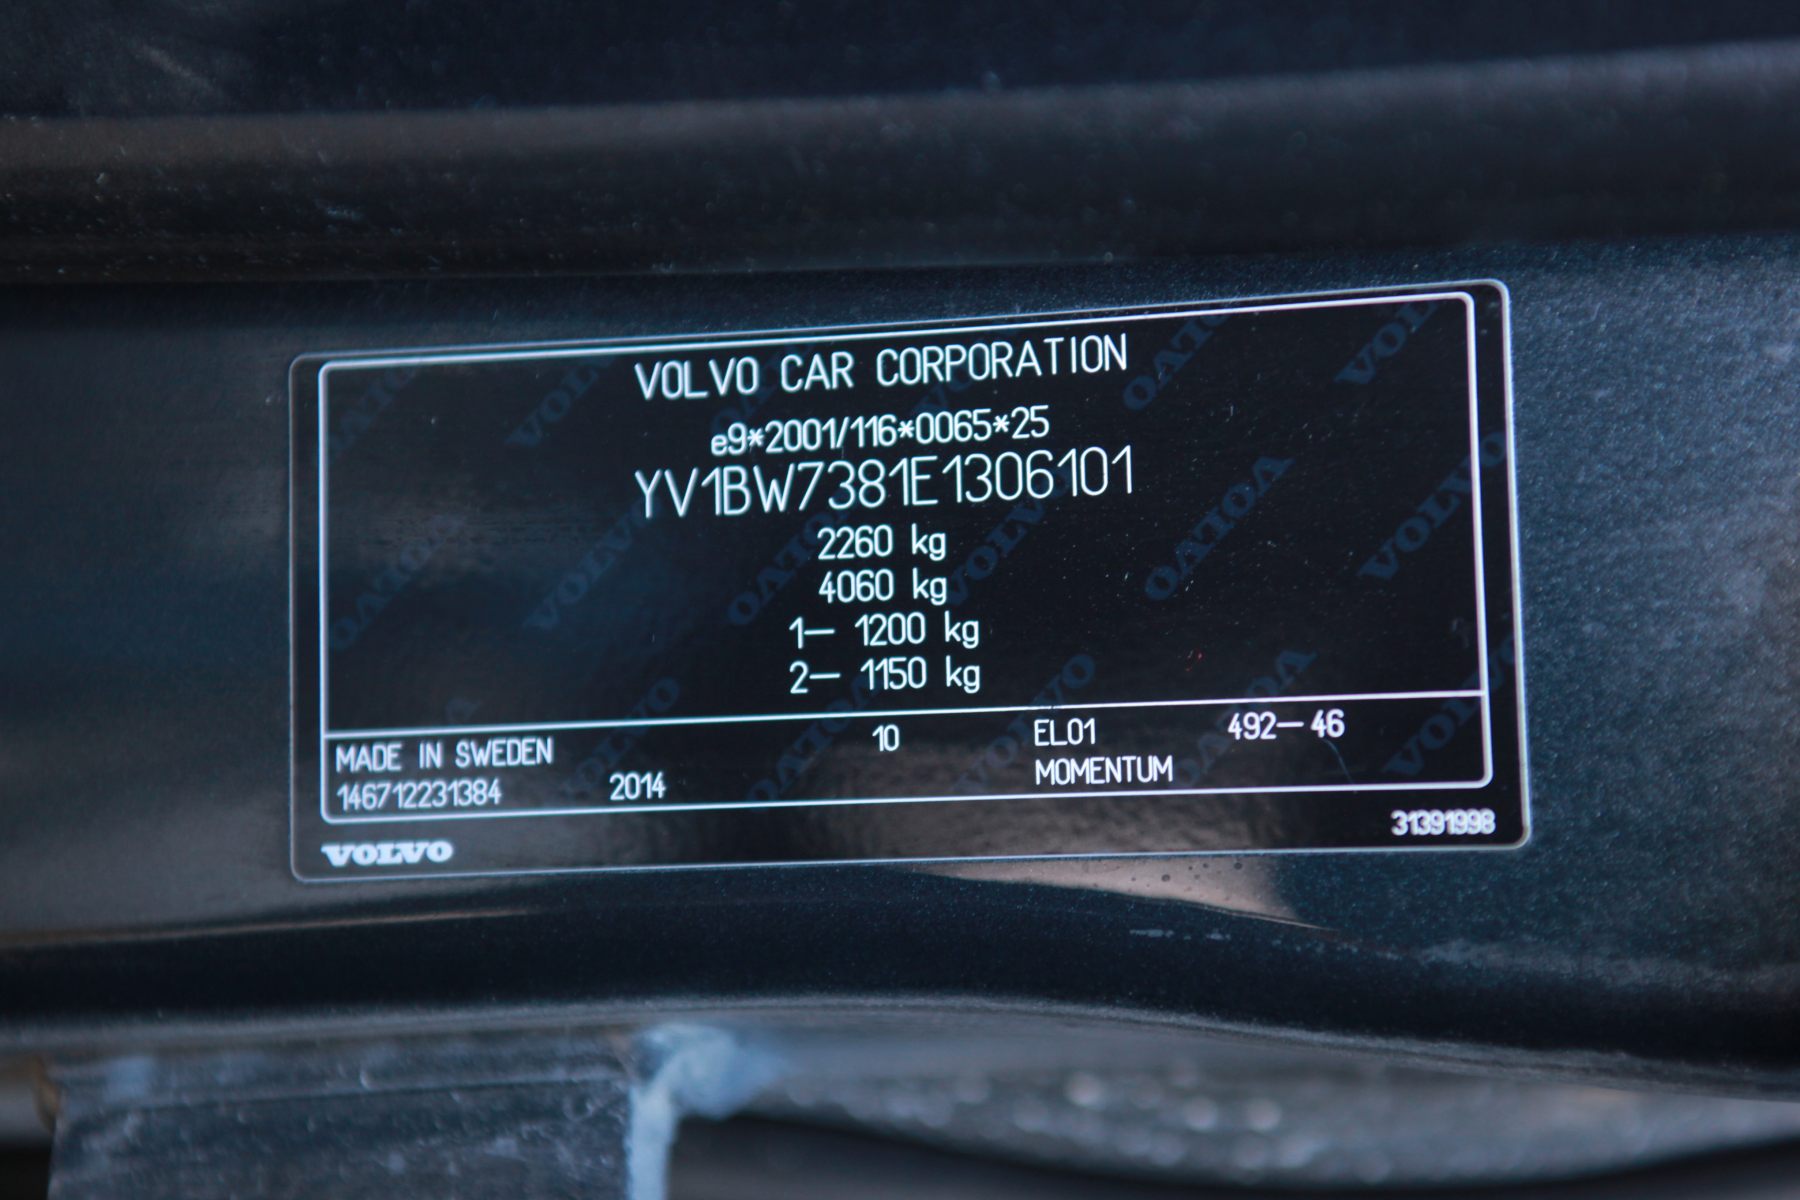 VOLVO CAR CORPORATION
e9*2001/116*0065*25
YV1BW7381E1306101
2260 kg
4060 kg
1— 1200 kg
2— 1150 kg
MADE IN SWEDEN 10 EL01 492—46
146712231384 2014 MOMENTUM
31391998
VOLVO